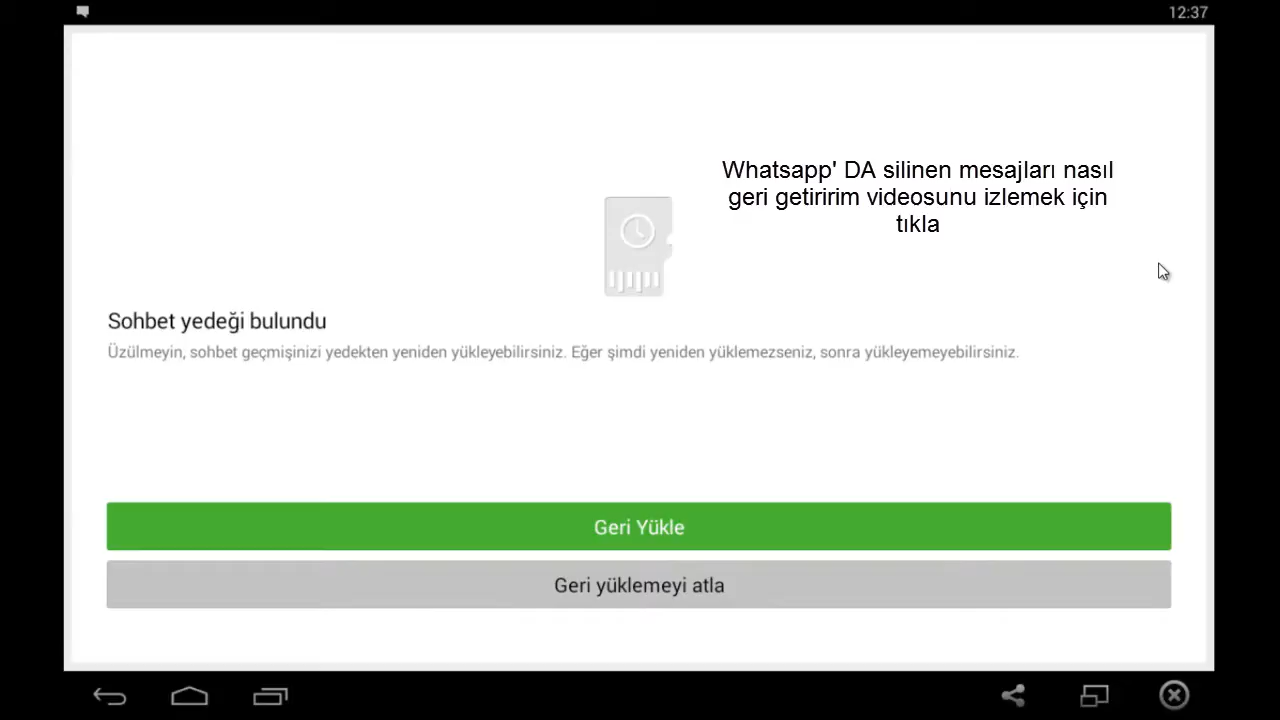 12:37
Whatsapp' DA silinen mesajları nasıl
geri getiririm videosunu izlemek için
tıkla
Sohbet yedeği bulundu
Üzülmeyin, sohbet geçmişinizi yedekten yeniden yükleyebilirsiniz. Eğer şimdi yeniden yüklemezseniz, sonra yükleyemeyebilirsiniz.
Geri Yükle
Geri yüklemeyi atla